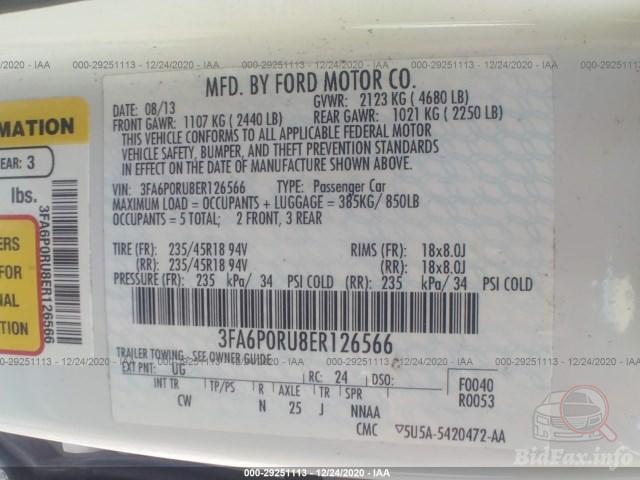 000-29251113 - 12/24/2020 - IAA
MFD. BY FORD MOTOR CO.
DATE: 08/13 GVWR: 2123 KG ( 4680 LB)
FRONT GAWR: 1107 KG ( 2440 LB) REAR GAWR: 1021 KG ( 2250 LB)
THIS VEHICLE CONFORMS TO ALL APPLICABLE FEDERAL MOTOR
VEHICLE SAFETY, BUMPER, AND THEFT PREVENTION STANDARDS
IN EFFECT ON THE DATE OF MANUFACTURE SHOWN ABOVE.
VIN: 3FA6P0RU8ER126566 TYPE: Passenger Car
MAXIMUM LOAD = OCCUPANTS + LUGGAGE = 385KG/ 850LB
OCCUPANTS = 5 TOTAL; 2 FRONT, 3 REAR
TIRE (FR): 235/45R18 94V RIMS (FR): 18x8.0J
(RR): 235/45R18 94V (RR): 18x8.0J
PRESSURE (FR): 235 kPa/ 34 PSI COLD (RR): 235 kPa/ 34 PSI COLD
3FA6P0RU8ER126566
TRAILER TOWING - SEE OWNER GUIDE
EXT PNT: UG RC: 24 DSO:
INT TR TP/PS R AXLE TR SPR
CW N 25 J NNAA
F0040
R0053
CMC 5U5A-5420472-AA
MATION
EAR: 3
lbs.
3FA6P0RU8ER126566
ERS
FOR
NAL
TION
000-29251113 - 12/24/2020 - IAA
000-29251113 - 12/24/2020 - IAA
BidFax.info